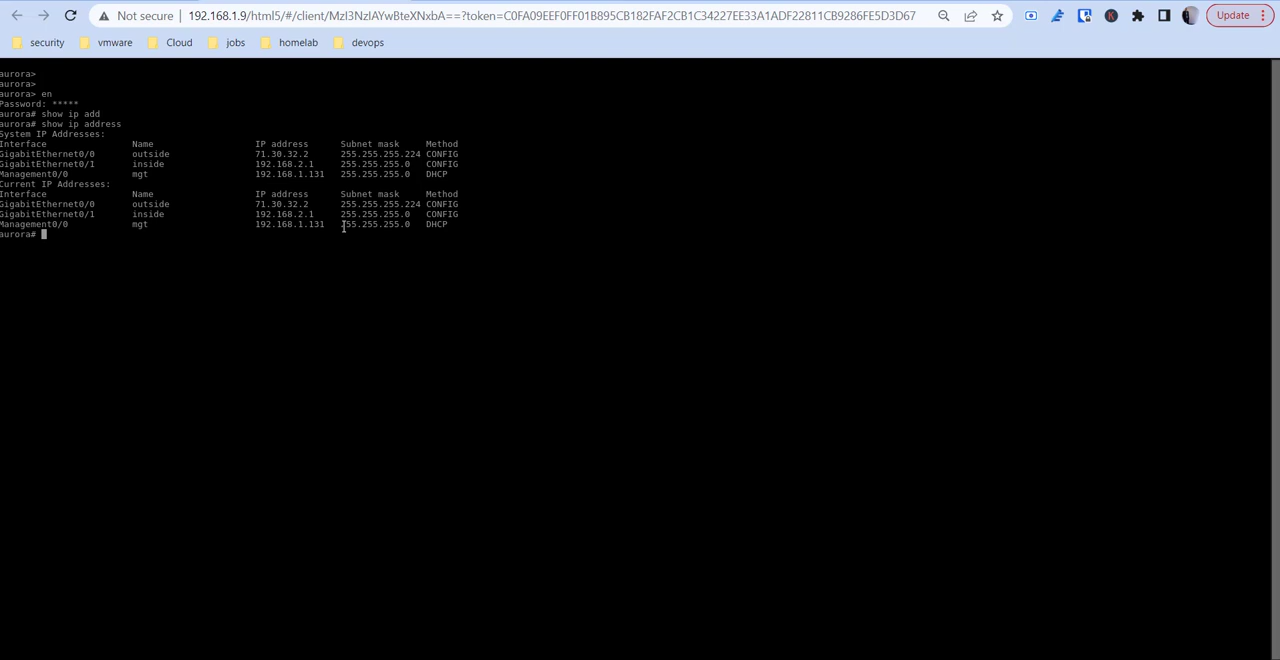 Not secure | 192.168.1.9/html5/#/client/MzI3NzIAYwBteXNxbA==?token=C0FA09EEF0FF01B895CB182FAF2CB1C34227EE33A1ADF22811CB9286FE5D3D67 Update
security vmware Cloud jobs homelab devops
aurora>
aurora>
aurora> en
Password: *****
aurora# show ip add
aurora# show ip address
System IP Addresses:
Interface Name IP address Subnet mask Method
GigabitEthernet0/0 outside 71.30.32.2 255.255.255.224 CONFIG
GigabitEthernet0/1 inside 192.168.2.1 255.255.255.0 CONFIG
Management0/0 mgt 192.168.1.131 255.255.255.0 DHCP
Current IP Addresses:
Interface Name IP address Subnet mask Method
GigabitEthernet0/0 outside 71.30.32.2 255.255.255.224 CONFIG
GigabitEthernet0/1 inside 192.168.2.1 255.255.255.0 CONFIG
Management0/0 mgt 192.168.1.131 255.255.255.0 DHCP
aurora#